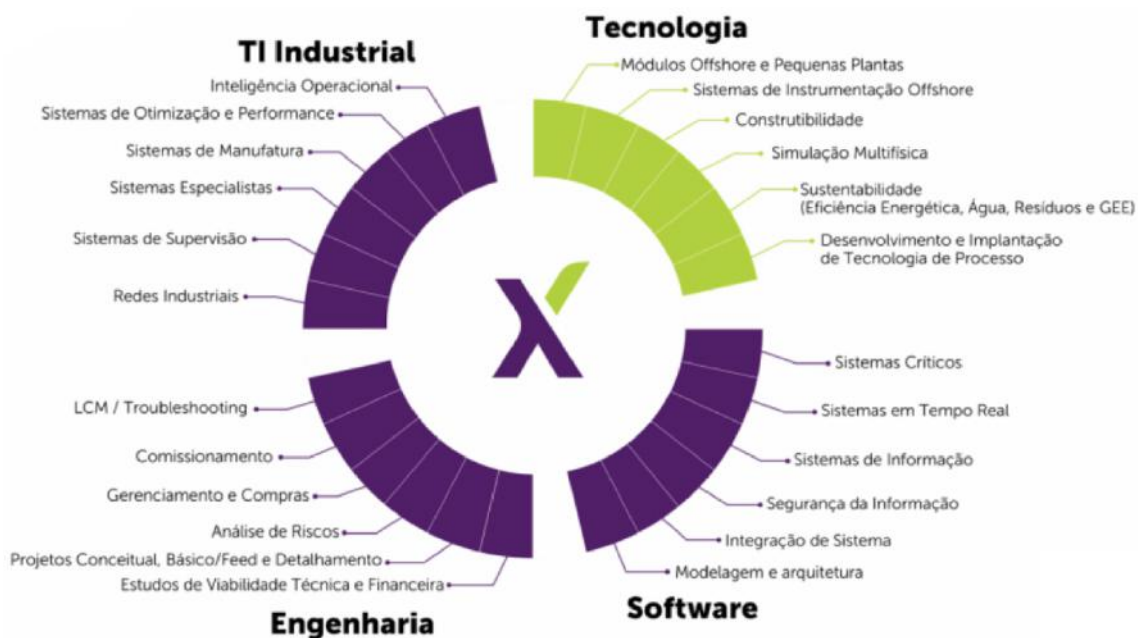 TI Industrial
Inteligência Operacional
Sistemas de Otimização e Performance
Sistemas de Manufatura
Sistemas Especialistas
Sistemas de Supervisão
Redes Industriais
Tecnologia
Módulos Offshore e Pequenas Plantas
Sistemas de Instrumentação Offshore
Construtibilidade
Simulação Multifísica
Sustentabilidade
(Eficiência Energética, Água, Resíduos e GEE)
Desenvolvimento e Implantação
de Tecnologia de Processo
LCM / Troubleshooting
Comissionamento
Gerenciamento e Compras
Análise de Riscos
Projetos Conceitual, Básico/Feed e Detalhamento
Estudos de Viabilidade Técnica e Financeira
Engenharia
Sistemas Críticos
Sistemas em Tempo Real
Sistemas de Informação
Segurança da Informação
Integração de Sistema
Modelagem e arquitetura
Software